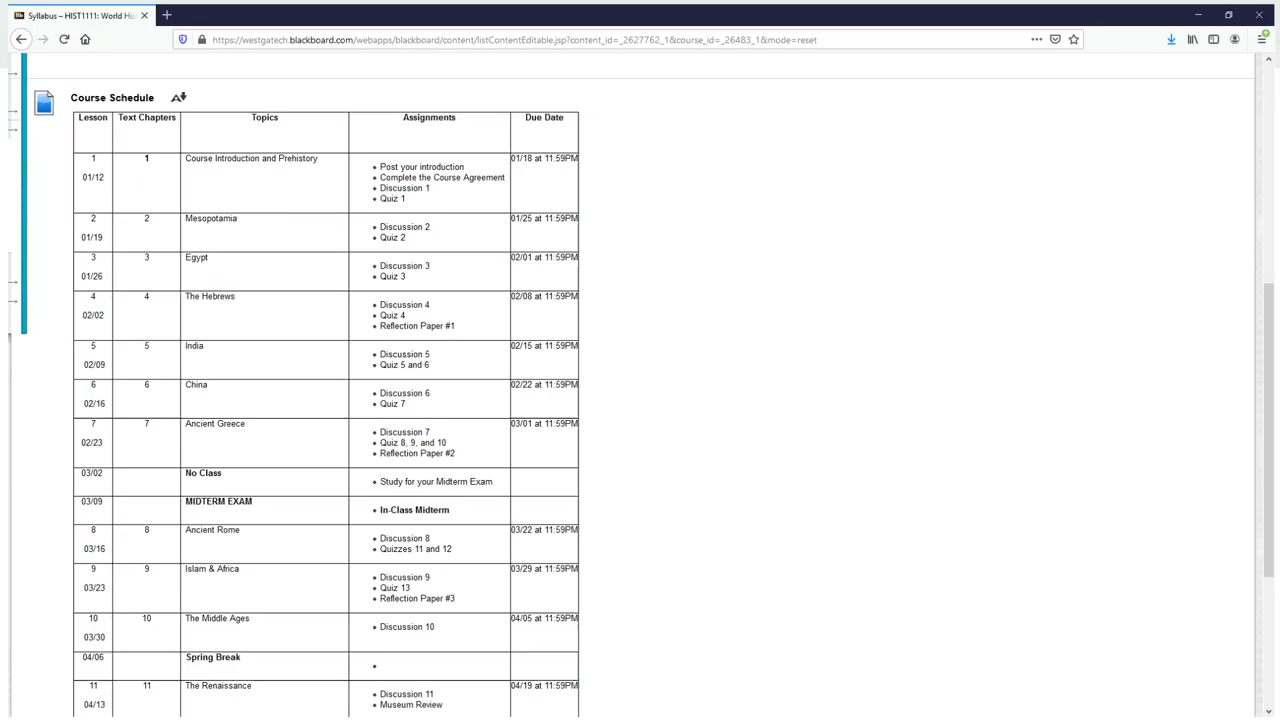 Syllabus – HIST1111: World His
https://westgatech.blackboard.com/webapps/blackboard/content/listContentEditable.jsp?content_id=_2627762_1&course_id=_26483_1&mode=reset
Course Schedule
Lesson Text Chapters Topics Assignments Due Date
1 1 Course Introduction and Prehistory 01/18 at 11:59PM
• Post your introduction
01/12 • Complete the Course Agreement
• Discussion 1
• Quiz 1
2 2 Mesopotamia 01/25 at 11:59PM
• Discussion 2
01/19 • Quiz 2
3 3 Egypt 02/01 at 11:59PM
• Discussion 3
01/26 • Quiz 3
4 4 The Hebrews 02/08 at 11:59PM
• Discussion 4
02/02 • Quiz 4
• Reflection Paper #1
5 5 India 02/15 at 11:59PM
• Discussion 5
02/09 • Quiz 5 and 6
6 6 China 02/22 at 11:59PM
• Discussion 6
02/16 • Quiz 7
7 7 Ancient Greece 03/01 at 11:59PM
• Discussion 7
02/23 • Quiz 8, 9, and 10
• Reflection Paper #2
03/02 No Class
• Study for your Midterm Exam
03/09 MIDTERM EXAM
• In-Class Midterm
8 8 Ancient Rome 03/22 at 11:59PM
• Discussion 8
03/16 • Quizzes 11 and 12
9 9 Islam & Africa 03/29 at 11:59PM
• Discussion 9
03/23 • Quiz 13
• Reflection Paper #3
10 10 The Middle Ages 04/05 at 11:59PM
• Discussion 10
03/30
04/06 Spring Break
•
11 11 The Renaissance 04/19 at 11:59PM
• Discussion 11
04/13 • Museum Review